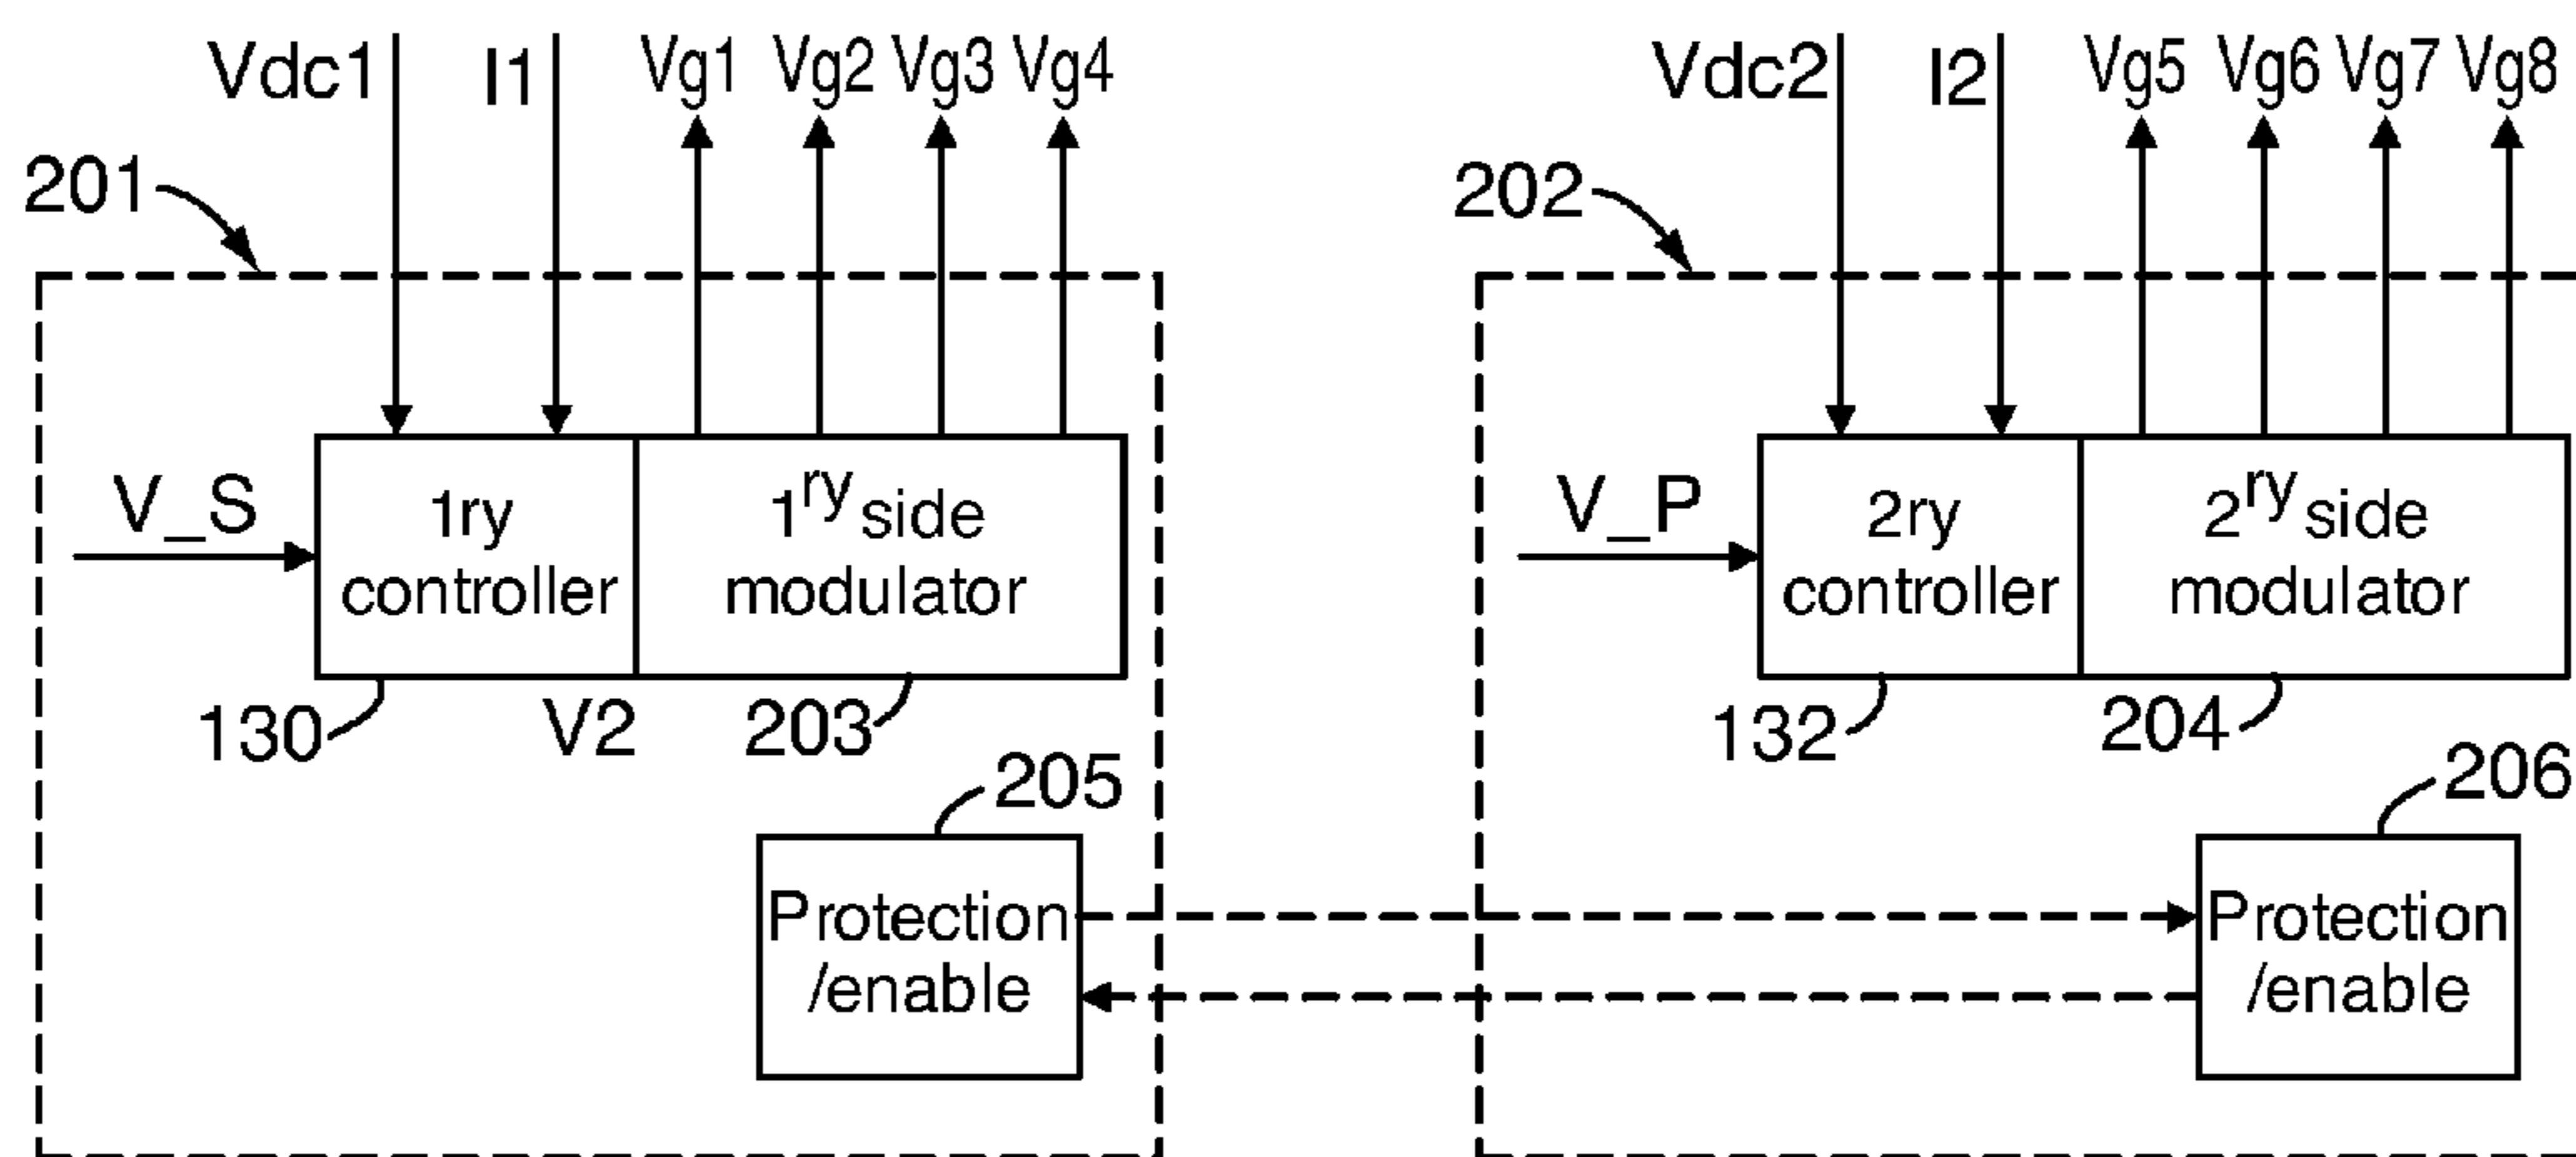 Vdc1 I1 Vg1 Vg2 Vg3 Vg4
201
V_S
1ry
controller
1ry side
modulator
130 V2 203
205
Protection
/enable
Vdc2 I2 Vg5 Vg6 Vg7 Vg8
202
V_P
2ry
controller
2ry side
modulator
132 204
206
Protection
/enable